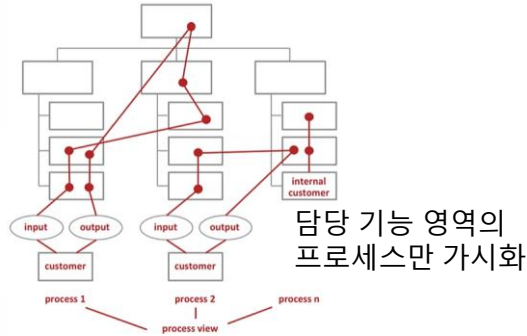 internal
customer
input
output
input
output
담당 기능 영역의
프로세스만 가시화
customer
customer
process 1
process 2
process n
process view